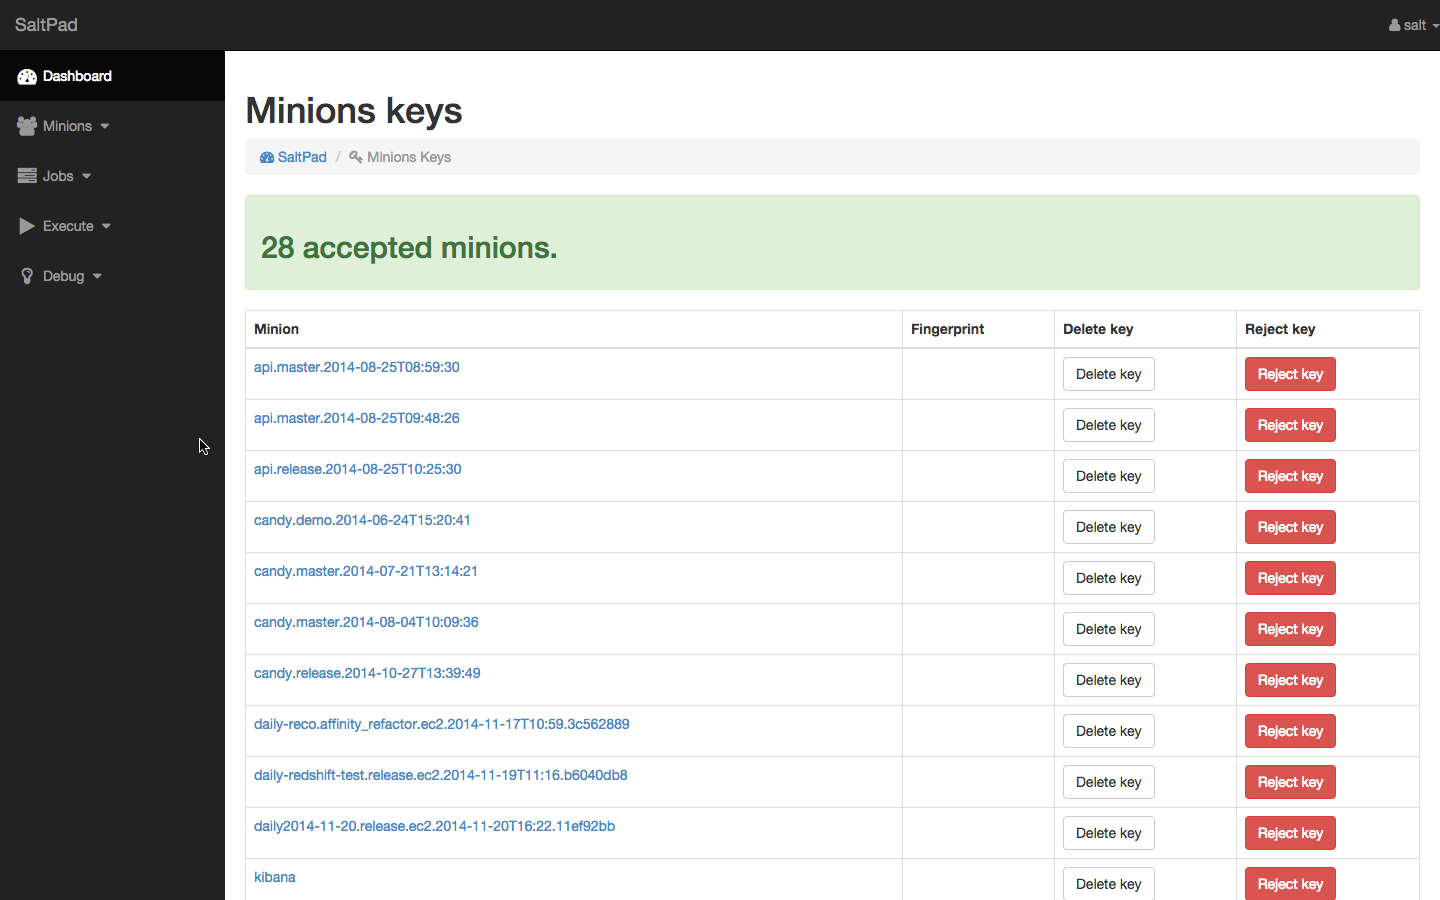 SaltPad
salt
Dashboard
Minions
Jobs
Execute
Debug
Minions keys
SaltPad / Minions Keys
28 accepted minions.
Minion Fingerprint Delete key Reject key
api.master.2014-08-25T08:59:30 Delete key Reject key
api.master.2014-08-25T09:48:26 Delete key Reject key
api.release.2014-08-25T10:25:30 Delete key Reject key
candy.demo.2014-06-24T15:20:41 Delete key Reject key
candy.master.2014-07-21T13:14:21 Delete key Reject key
candy.master.2014-08-04T10:09:36 Delete key Reject key
candy.release.2014-10-27T13:39:49 Delete key Reject key
daily-reco.affinity_refactor.ec2.2014-11-17T10:59.3c562889 Delete key Reject key
daily-redshift-test.release.ec2.2014-11-19T11:16.b6040db8 Delete key Reject key
daily2014-11-20.release.ec2.2014-11-20T16:22.11ef92bb Delete key Reject key
kibana Delete key Reject key